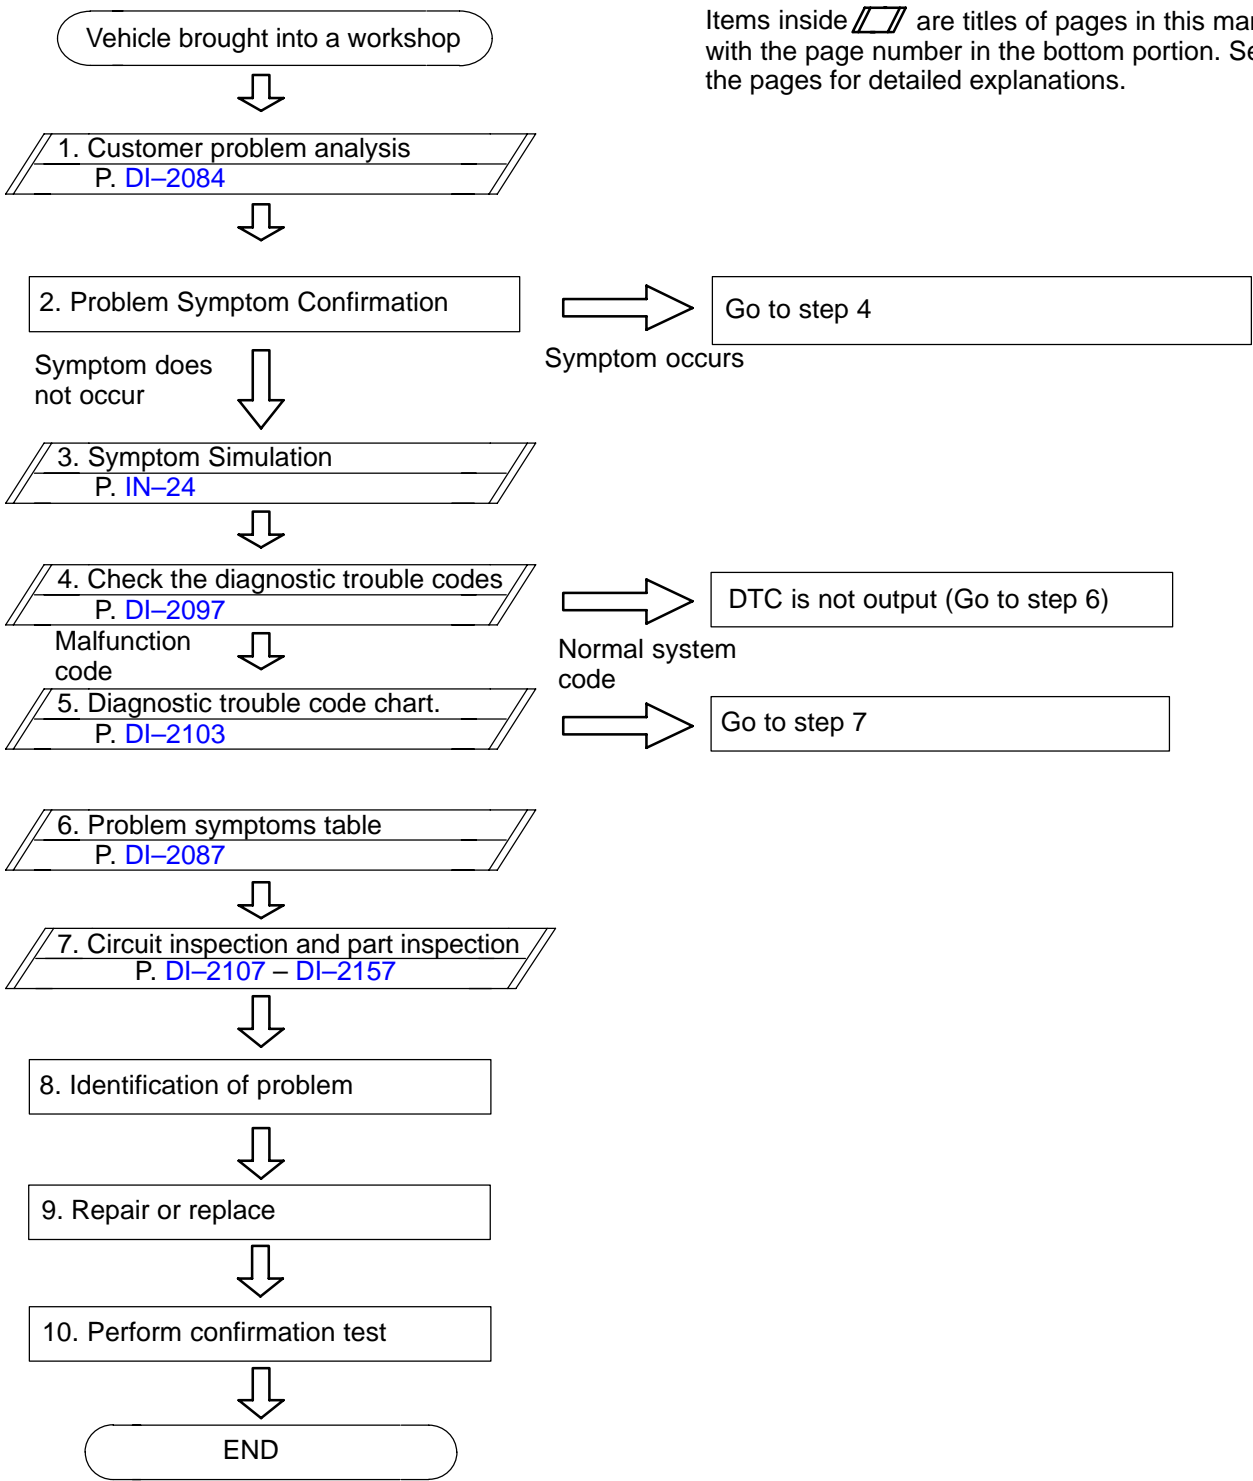 Vehicle brought into a workshop
Items inside are titles of pages in this
with the page number in the bottom portion.
the pages for detailed explanations.
1. Customer problem analysis
P. DI–2084
2. Problem Symptom Confirmation
Go to step 4
Symptom occurs
Symptom does
not occur
3. Symptom Simulation
P. IN–24
4. Check the diagnostic trouble codes
P. DI–2097
DTC is not output (Go to step 6)
Malfunction
code
Normal system
code
5. Diagnostic trouble code chart.
P. DI–2103
Go to step 7
6. Problem symptoms table
P. DI–2087
7. Circuit inspection and part inspection
P. DI–2107 – DI–2157
8. Identification of problem
9. Repair or replace
10. Perform confirmation test
END